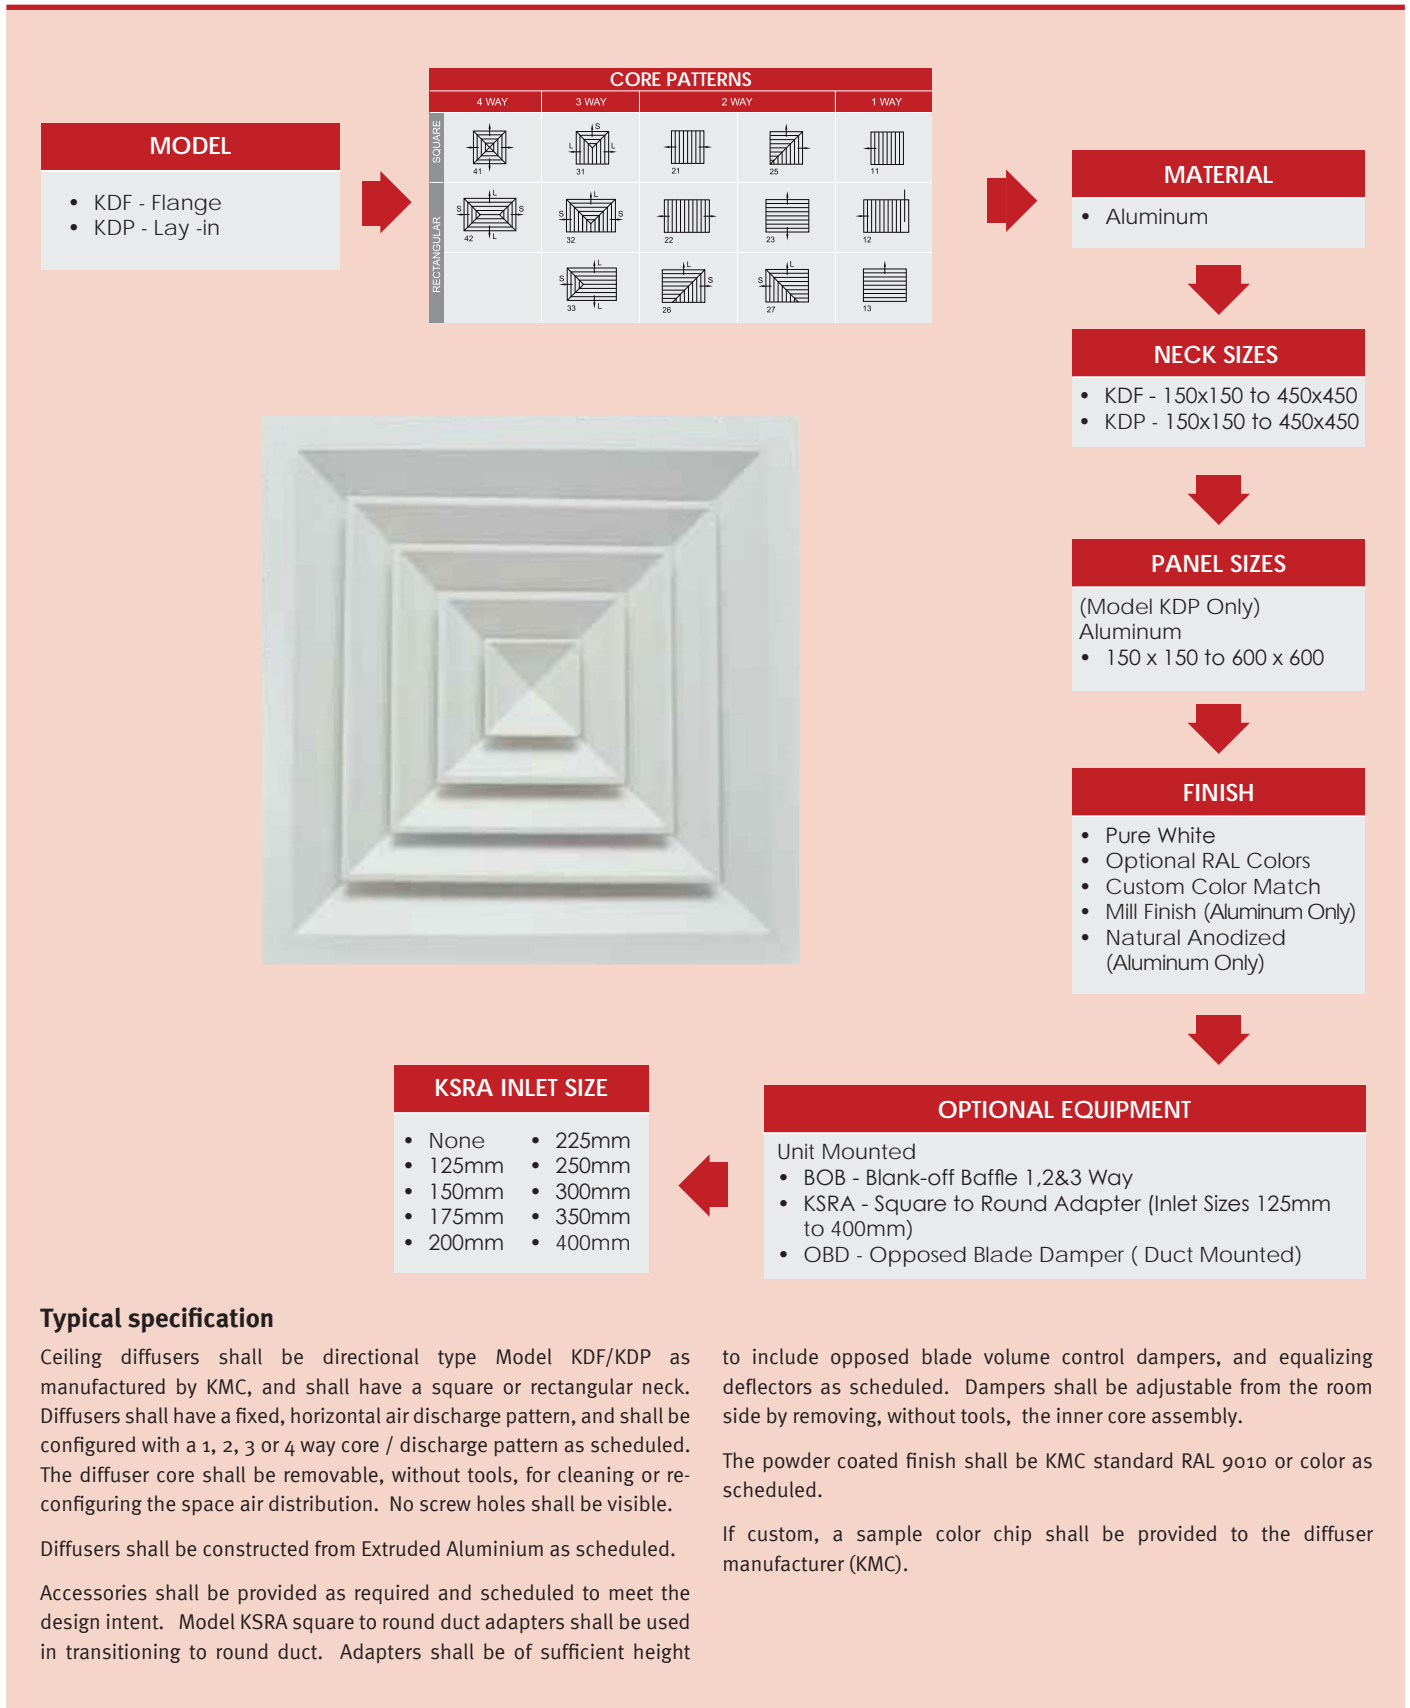 MODEL
• KDF - Flange
• KDP - Lay -in
CORE PATTERNS
4 WAY 3 WAY 2 WAY 1 WAY
SQUARE
41
S
L L
31
21
25
11
RECTANGULAR
L
S S
42 L
L
S S
32
22
23
12
L
S
33 L
L
S
26
L
S
27
13
MATERIAL
• Aluminum
NECK SIZES
• KDF - 150x150 to 450x450
• KDP - 150x150 to 450x450
PANEL SIZES
(Model KDP Only)
Aluminum
• 150 x 150 to 600 x 600
FINISH
• Pure White
• Optional RAL Colors
• Custom Color Match
• Mill Finish (Aluminum Only)
• Natural Anodized
(Aluminum Only)
OPTIONAL EQUIPMENT
Unit Mounted
• BOB - Blank-off Baffle 1,2&3 Way
• KSRA - Square to Round Adapter (Inlet Sizes 125mm
to 400mm)
• OBD - Opposed Blade Damper ( Duct Mounted)
KSRA INLET SIZE
• None • 225mm
• 125mm • 250mm
• 150mm • 300mm
• 175mm • 350mm
• 200mm • 400mm
Typical specification
Ceiling diffusers shall be directional type Model KDF/KDP as
manufactured by KMC, and shall have a square or rectangular neck.
Diffusers shall have a fixed, horizontal air discharge pattern, and shall be
configured with a 1, 2, 3 or 4 way core / discharge pattern as scheduled.
The diffuser core shall be removable, without tools, for cleaning or re-
configuring the space air distribution. No screw holes shall be visible.
Diffusers shall be constructed from Extruded Aluminium as scheduled.
Accessories shall be provided as required and scheduled to meet the
design intent. Model KSRA square to round duct adapters shall be used
in transitioning to round duct. Adapters shall be of sufficient height
to include opposed blade volume control dampers, and equalizing
deflectors as scheduled. Dampers shall be adjustable from the room
side by removing, without tools, the inner core assembly.
The powder coated finish shall be KMC standard RAL 9010 or color as
scheduled.
If custom, a sample color chip shall be provided to the diffuser
manufacturer (KMC).